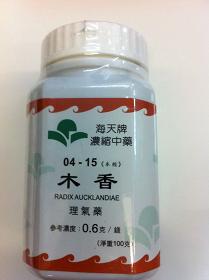 海天牌
濃縮中藥
04 - 15
木香
RADIX AUCKLANDIAE
理氣藥
參考濃度：0.6克/錢
(淨重100克)